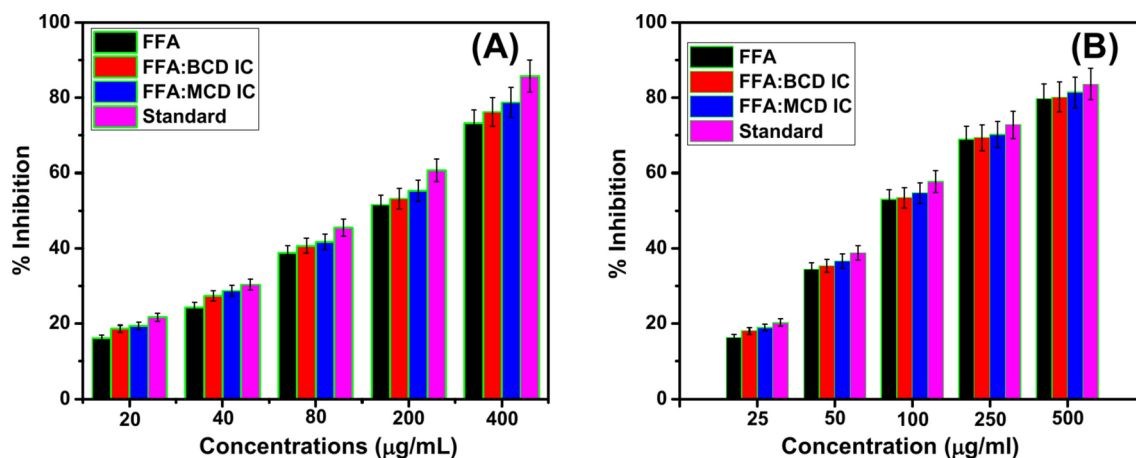 (A)
FFA
FFA:BCD IC
FFA:MCD IC
Standard
% Inhibition
100
80
60
40
20
0
20 40 80 200 400
Concentrations (µg/mL)
(B)
FFA
FFA:BCD IC
FFA:MCD IC
Standard
% Inhibition
100
80
60
40
20
0
25 50 100 250 500
Concentration (µg/ml)